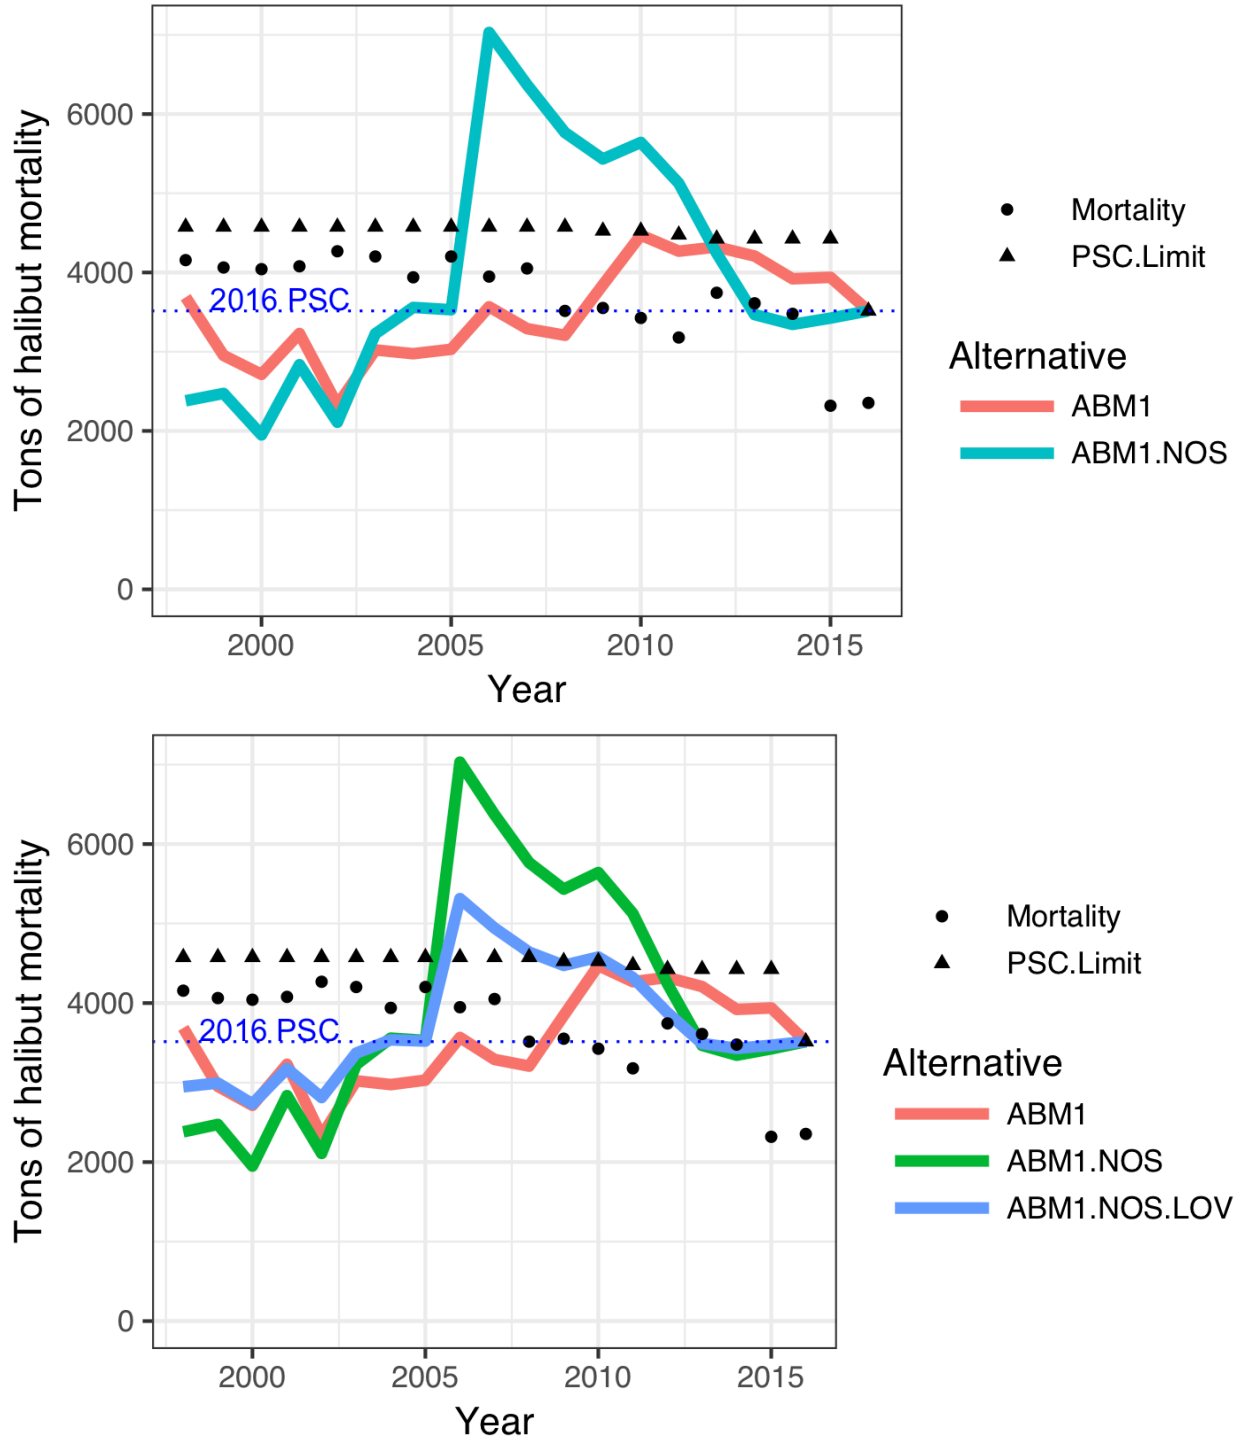 Tons of halibut mortality
6000
4000
2000
0
2016.PSC
2000 2005 2010 2015
Year
Mortality
PSC.Limit
Alternative
ABM1
ABM1.NOS
Tons of halibut mortality
6000
4000
2000
0
2016.PSC
2000 2005 2010 2015
Year
Mortality
PSC.Limit
Alternative
ABM1
ABM1.NOS
ABM1.NOS.LOV